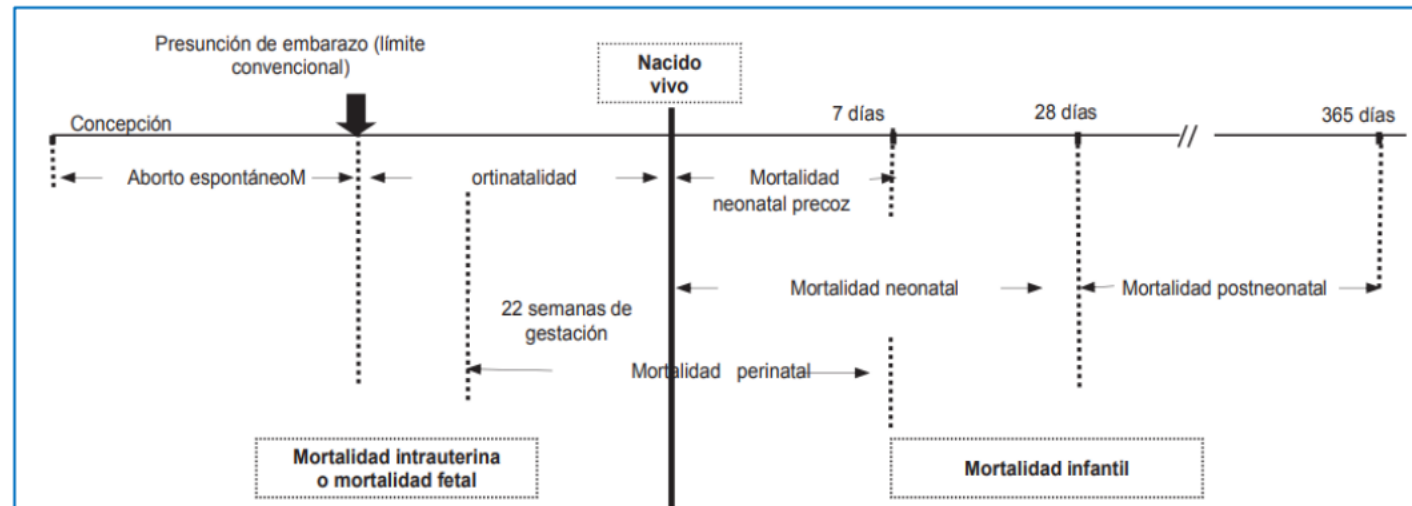 Presunción de embarazo (límite
convencional)
Nacido
vivo
Concepción
7 días
28 días
365 días
Aborto espontáneoM
ortinatalidad
Mortalidad
neonatal precoz
Mortalidad neonatal
Mortalidad postneonatal
22 semanas de
gestación
Mortalidad perinatal
Mortalidad intrauterina
o mortalidad fetal
Mortalidad infantil